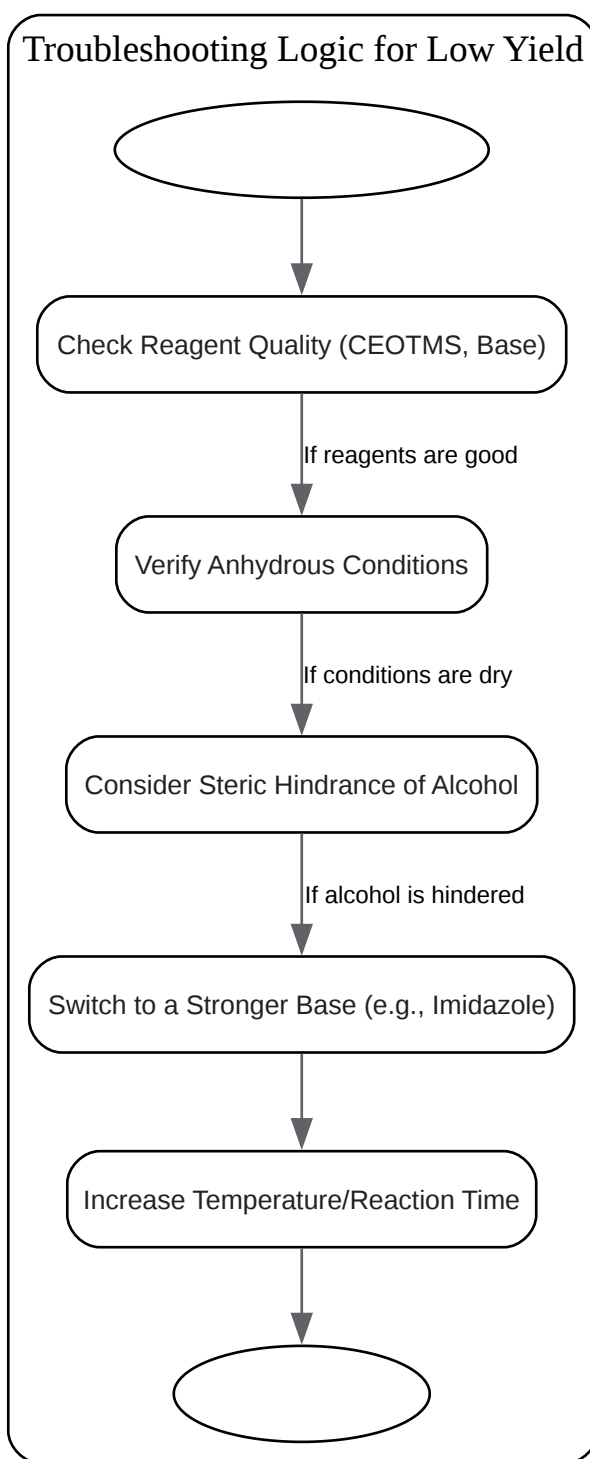 Troubleshooting Logic for Low Yield
Check Reagent Quality (CEOTMS, Base)
If reagents are good
Verify Anhydrous Conditions
If conditions are dry
Consider Steric Hindrance of Alcohol
If alcohol is hindered
Switch to a Stronger Base (e.g., Imidazole)
Increase Temperature/Reaction Time